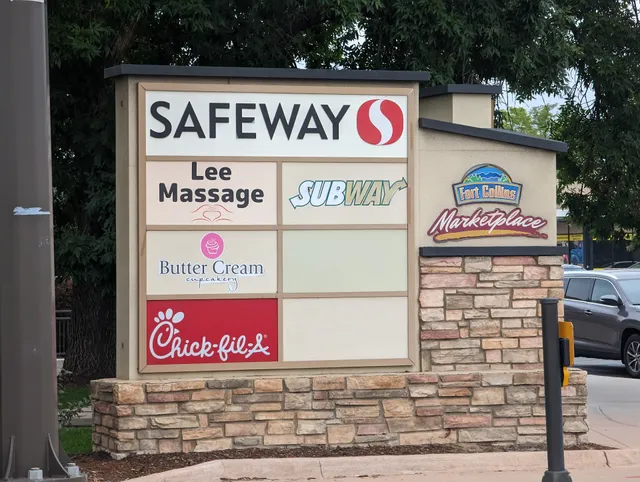 SAFEWAY
Lee
Massage
SUBWAY
Butter Cream
cupcakery
Chick-fil-A
Fort Collins
Marketplace